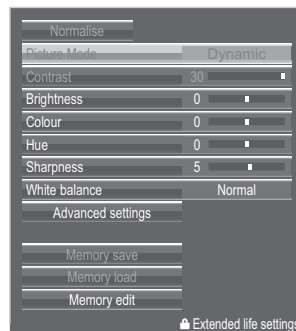 Normalise
Picture Mode Dynamic
Contrast 30
Brightness 0
Colour 0
Hue 0
Sharpness 5
White balance Normal
Advanced settings
Memory save
Memory load
Memory edit
Extended life settings